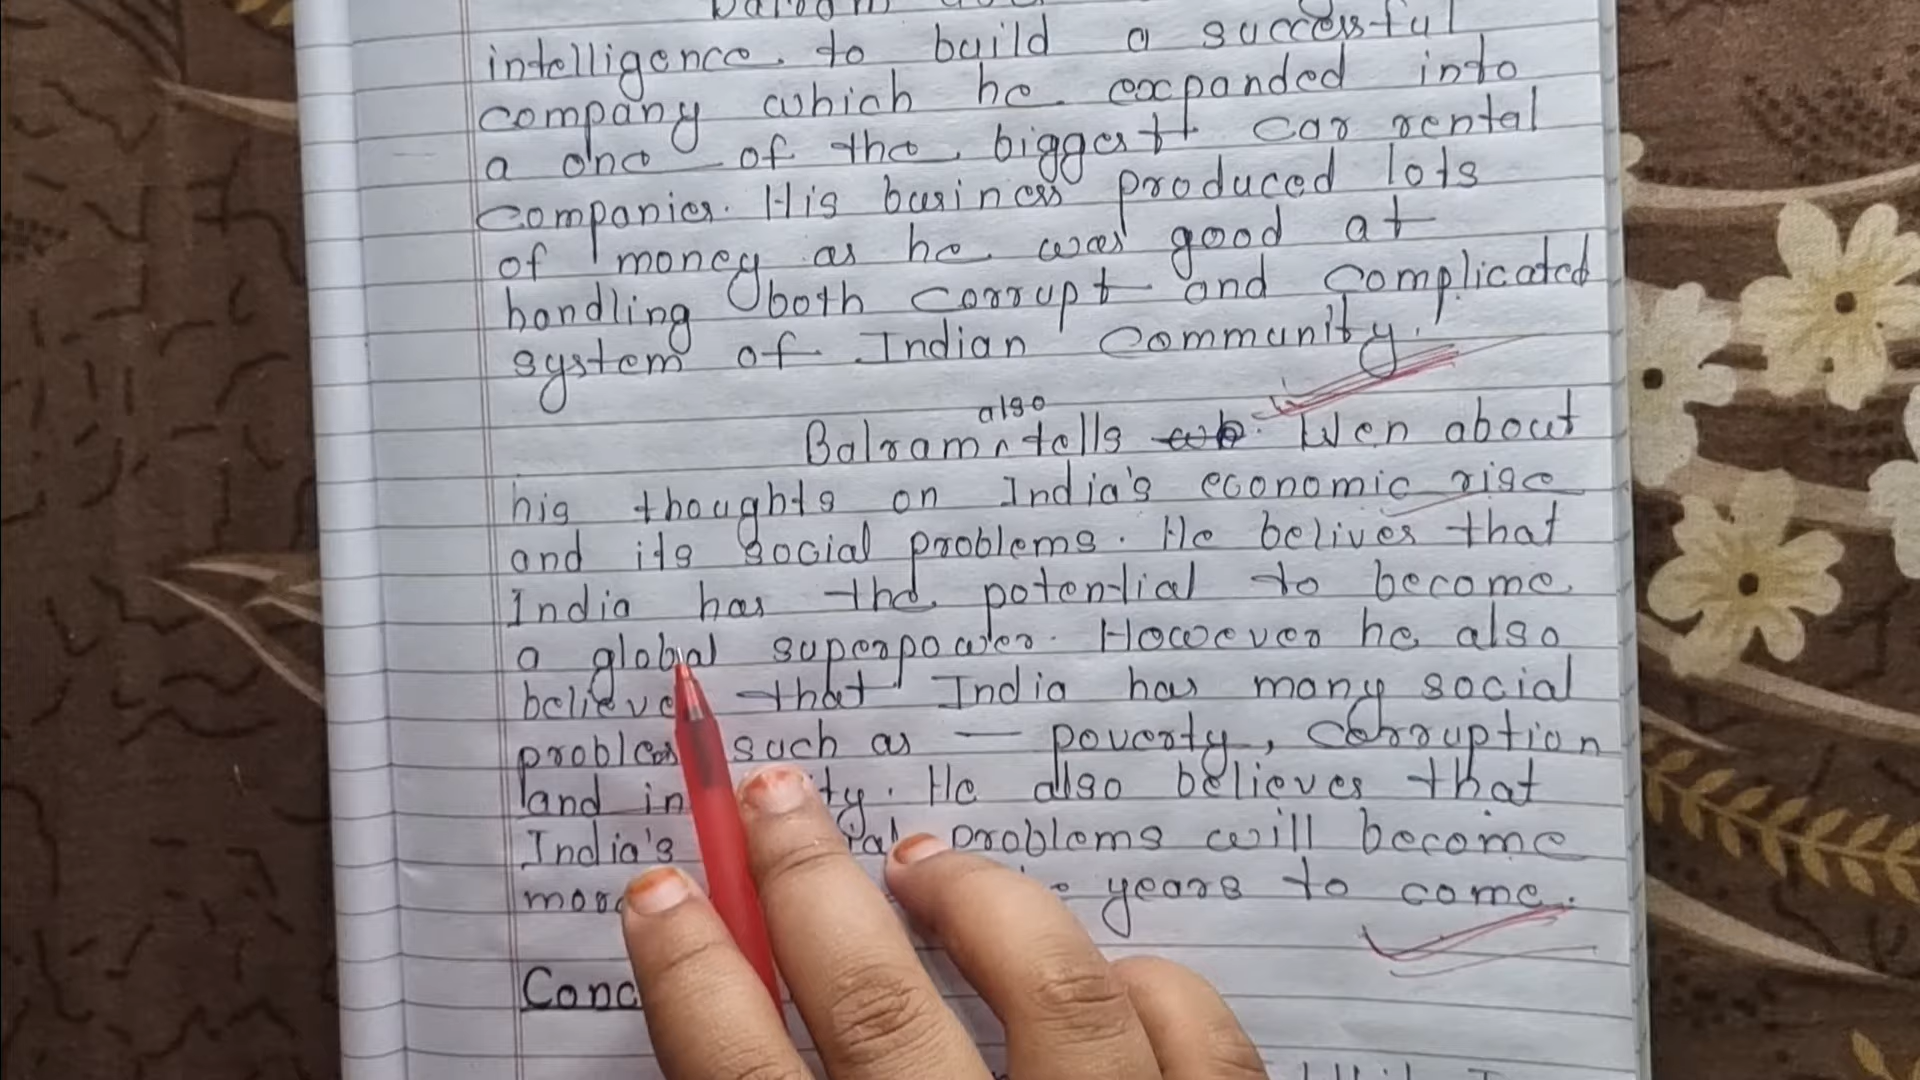 intelligence. to build a successful
company which he expanded into
a one of the biggest car rental
companies. His business produced lots
of money as he was good at
handling both corrupt and complicated
system of Indian Community.
also
Balram tells Wen about
his thoughts on India's economic rise
and its social problems. He belives that
India has the potential to become
a global superpower. However he also
believe that India has many social
such as — poverty, corruption
and He also believes that
India's problems will become
years to come.